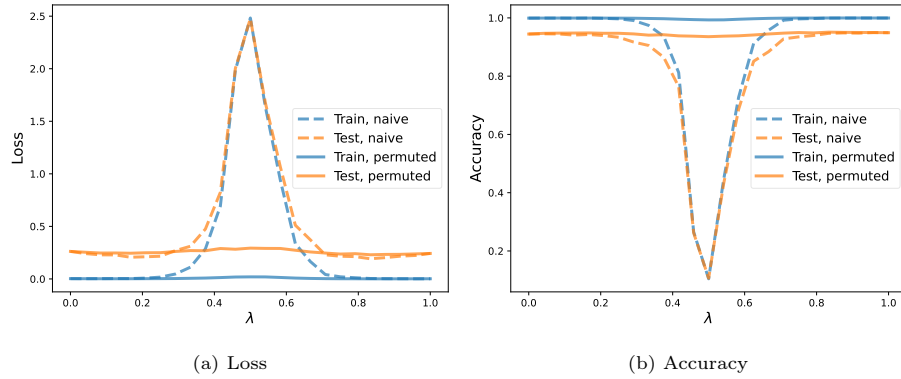 2.5
2.0
1.5
1.0
0.5
0.0
Loss
0.0 0.2 0.4 0.6 0.8 1.0
λ
Train, naive
Test, naive
Train, permuted
Test, permuted
(a) Loss
1.0
0.8
0.6
0.4
0.2
Accuracy
0.0 0.2 0.4 0.6 0.8 1.0
λ
Train, naive
Test, naive
Train, permuted
Test, permuted
(b) Accuracy